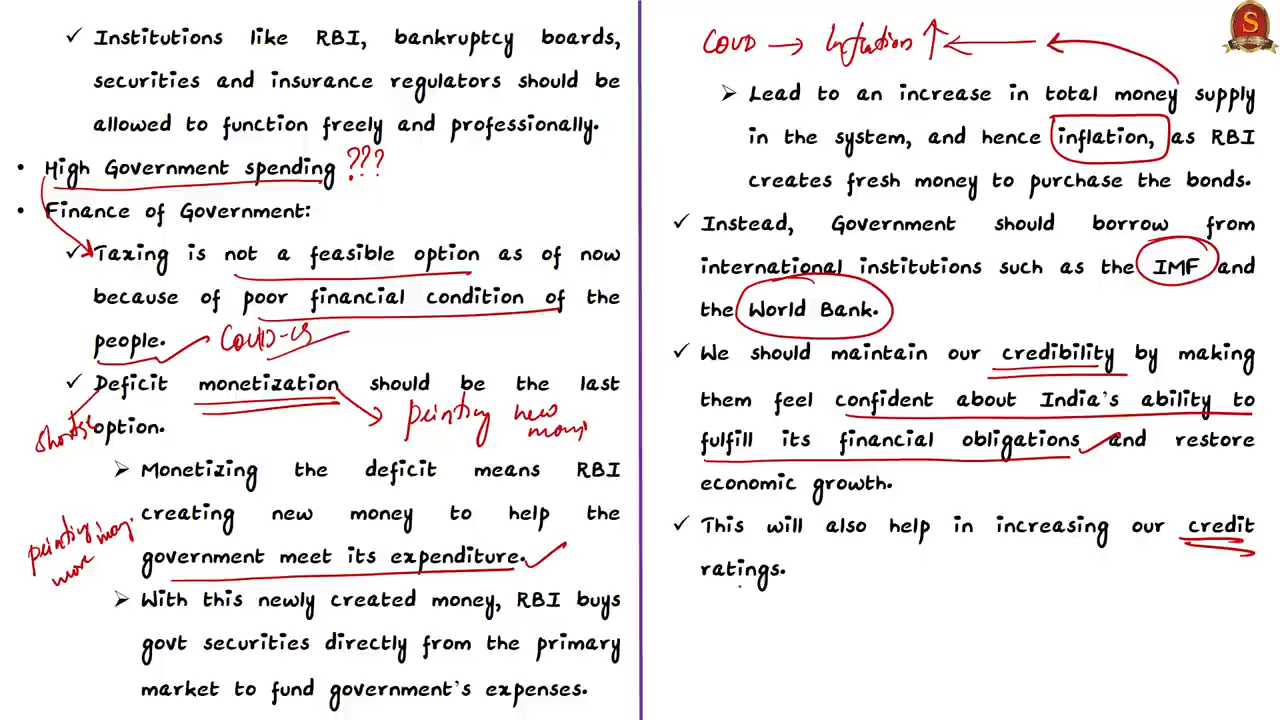 ✓ Institutions like RBI, bankruptcy boards,
securities and insurance regulators should be
allowed to function freely and professionally.
• High Government spending ???
• Finance of Government:
✓ Taxing is not a feasible option as of now
because of poor financial condition of the
people. Covid-19
✓ Deficit monetization should be the last
option.
shortage
printing new
money
➤ Monetizing the deficit means RBI
creating new money to help the
government meet its expenditure.
printing more money
➤ With this newly created money, RBI buys
govt securities directly from the primary
market to fund government's expenses.
S
COVID → Inflation ↑
➤ Lead to an increase in total money supply
in the system, and hence inflation, as RBI
creates fresh money to purchase the bonds.
✓ Instead, Government should borrow from
international institutions such as the IMF and
the World Bank.
✓ We should maintain our credibility by making
them feel confident about India's ability to
fulfill its financial obligations and restore
economic growth.
✓ This will also help in increasing our credit
ratings.